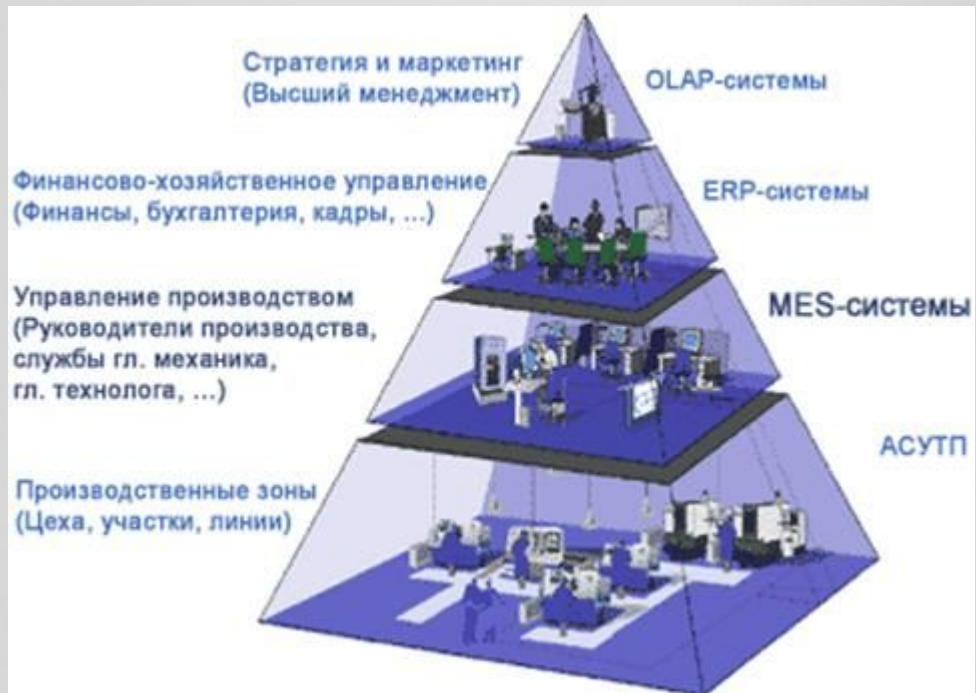 Стратегия и маркетинг
(Высший менеджмент)
OLAP-системы
Финансово-хозяйственное управление
(Финансы, бухгалтерия, кадры, ...)
ERP-системы
Управление производством
(Руководители производства,
службы гл. механика,
гл. технолога, ...)
MES-системы
АСУТП
Производственные зоны
(Цеха, участки, линии)